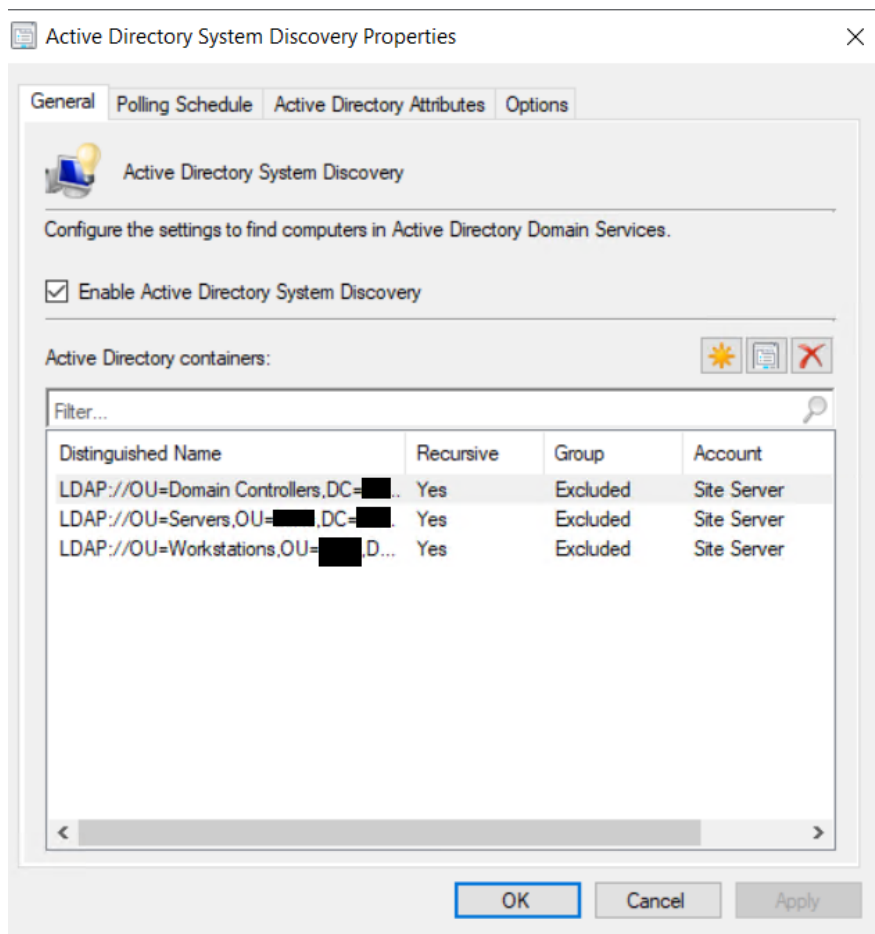 Active Directory System Discovery Properties
General Polling Schedule Active Directory Attributes Options
Active Directory System Discovery
Configure the settings to find computers in Active Directory Domain Services.
Enable Active Directory System Discovery
Active Directory containers:
Filter...
Distinguished Name Recursive Group Account
LDAP://OU=Domain Controllers,DC= .. Yes Excluded Site Server
LDAP://OU=Servers,OU= ,DC= . Yes Excluded Site Server
LDAP://OU=Workstations,OU= ,D... Yes Excluded Site Server
OK Cancel Apply